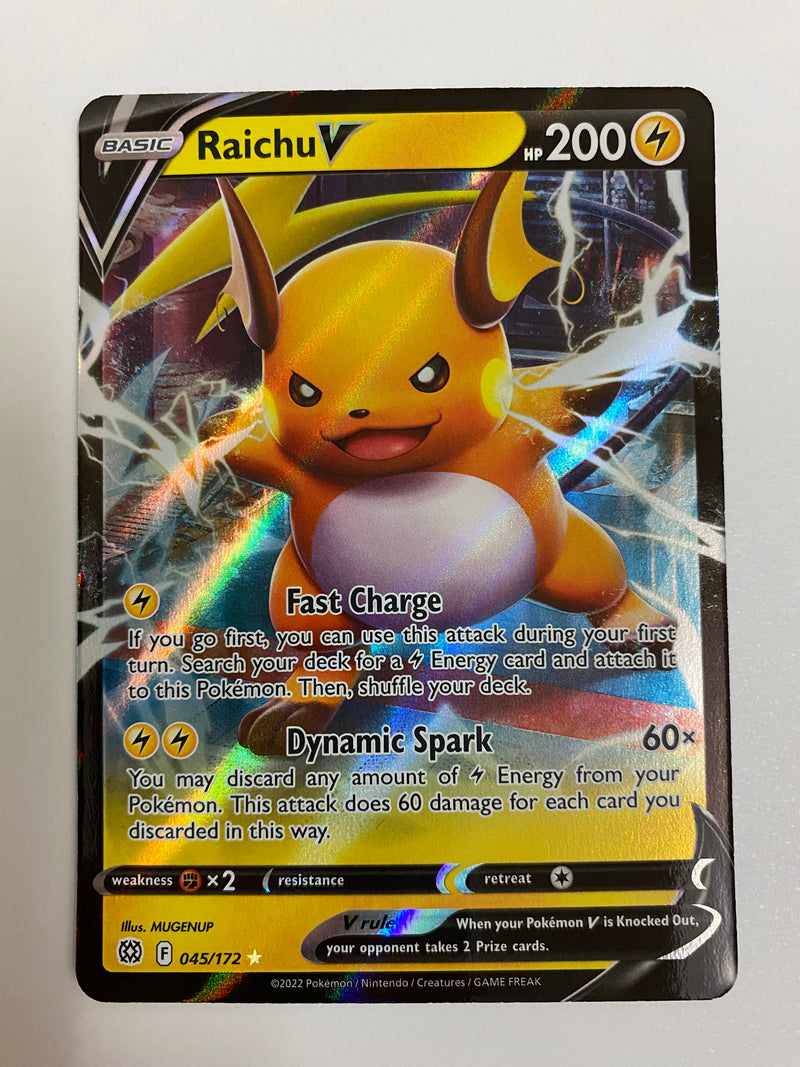 BASIC RaichuV HP 200
Fast Charge
If you go first, you can use this attack during your first
turn. Search your deck for a Energy card and attach it
to this Pokémon. Then, shuffle your deck.
Dynamic Spark 60×
You may discard any amount of Energy from your
Pokémon. This attack does 60 damage for each card you
discarded in this way.
weakness ×2 resistance retreat
Illus. MUGENUP
V rule When your Pokémon V is Knocked Out,
your opponent takes 2 Prize cards.
F 045/172
©2022 Pokémon / Nintendo / Creatures / GAME FREAK